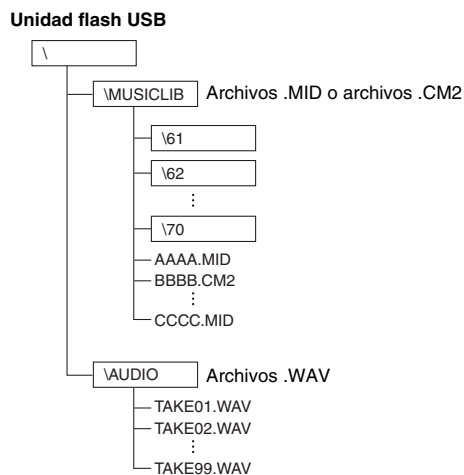 Unidad flash USB
\
\MUSICLIB Archivos .MID o archivos .CM2
\61
\62
⋮
\70
AAAA.MID
BBBB.CM2
⋮
CCCC.MID
\AUDIO Archivos .WAV
TAKE01.WAV
TAKE02.WAV
⋮
TAKE99.WAV